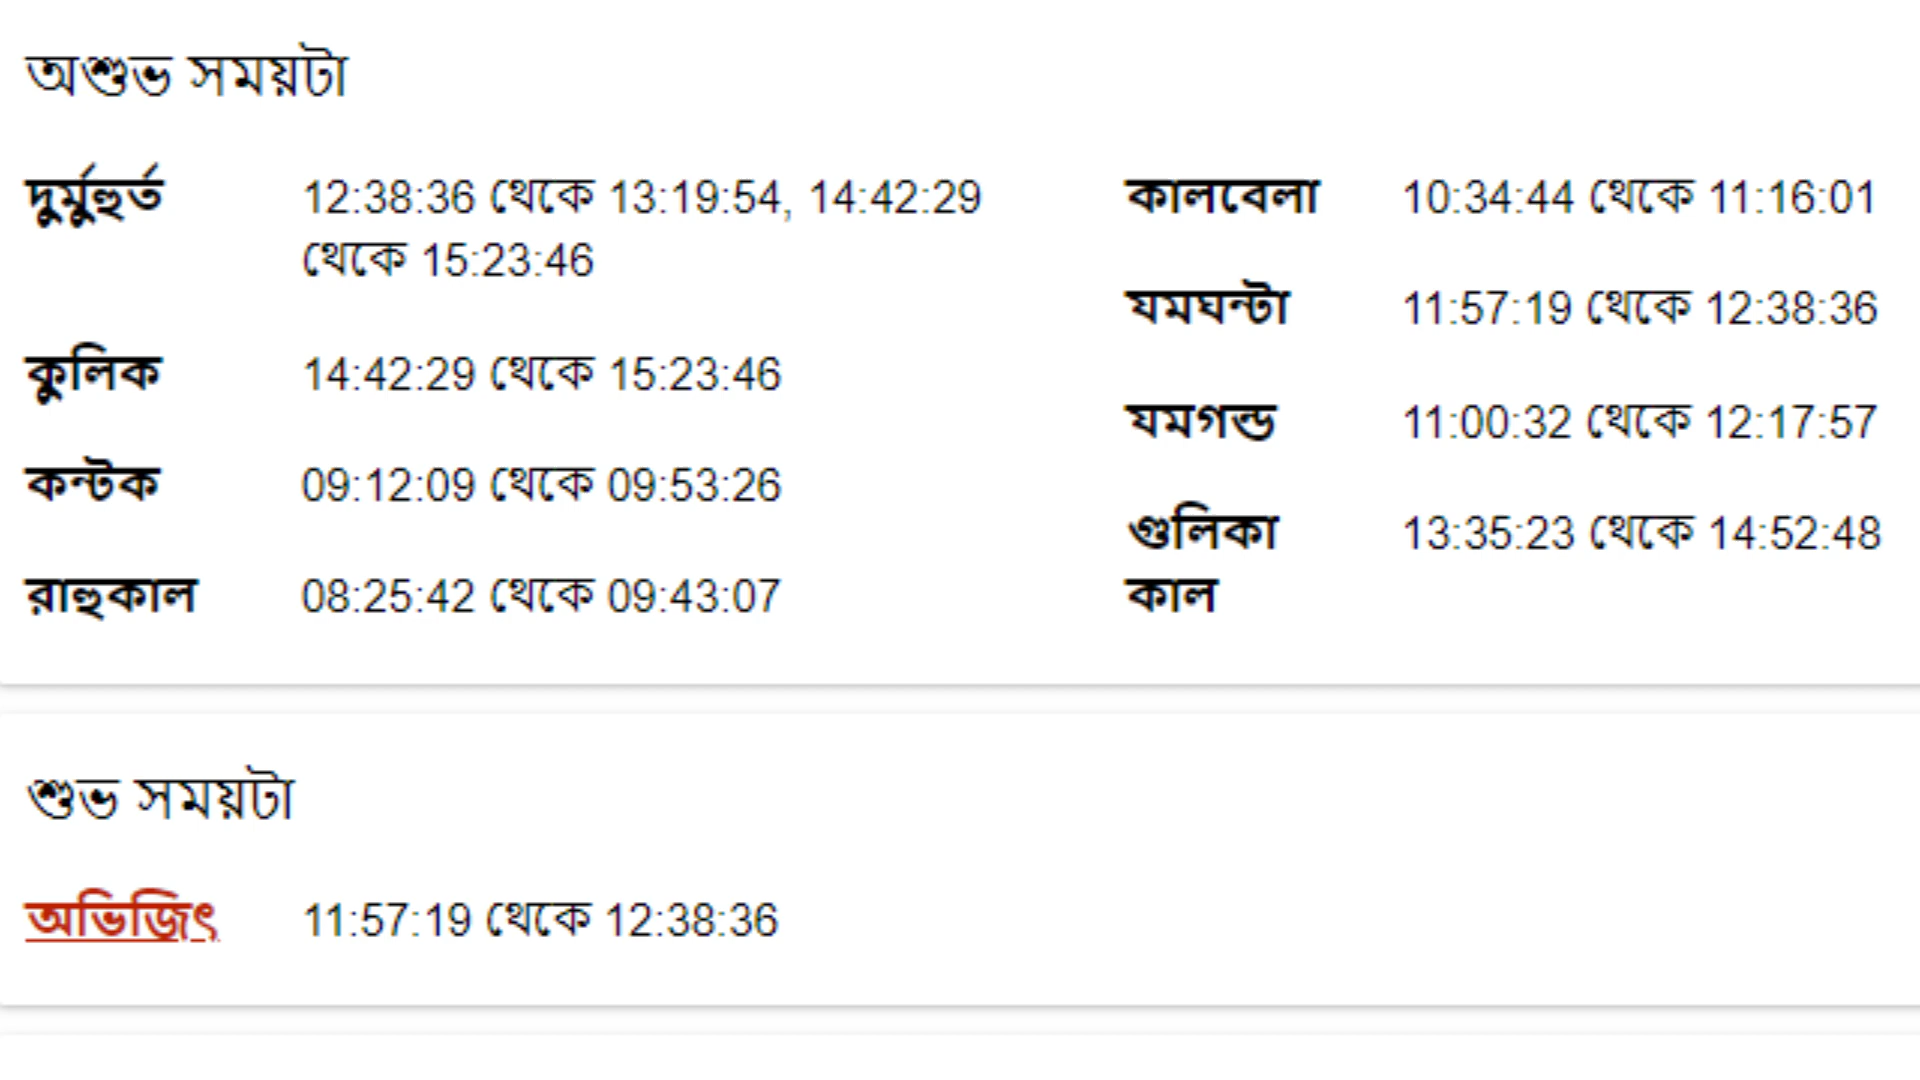 অশুভ সময়টা
দুর্মুহুর্ত 12:38:36 থেকে 13:19:54, 14:42:29
থেকে 15:23:46
কুলিক 14:42:29 থেকে 15:23:46
কন্টক 09:12:09 থেকে 09:53:26
রাহুকাল 08:25:42 থেকে 09:43:07
কালবেলা 10:34:44 থেকে 11:16:01
যমঘন্টা 11:57:19 থেকে 12:38:36
যমগন্ড 11:00:32 থেকে 12:17:57
গুলিকা 13:35:23 থেকে 14:52:48
কাল
শুভ সময়টা
অভিজিৎ 11:57:19 থেকে 12:38:36